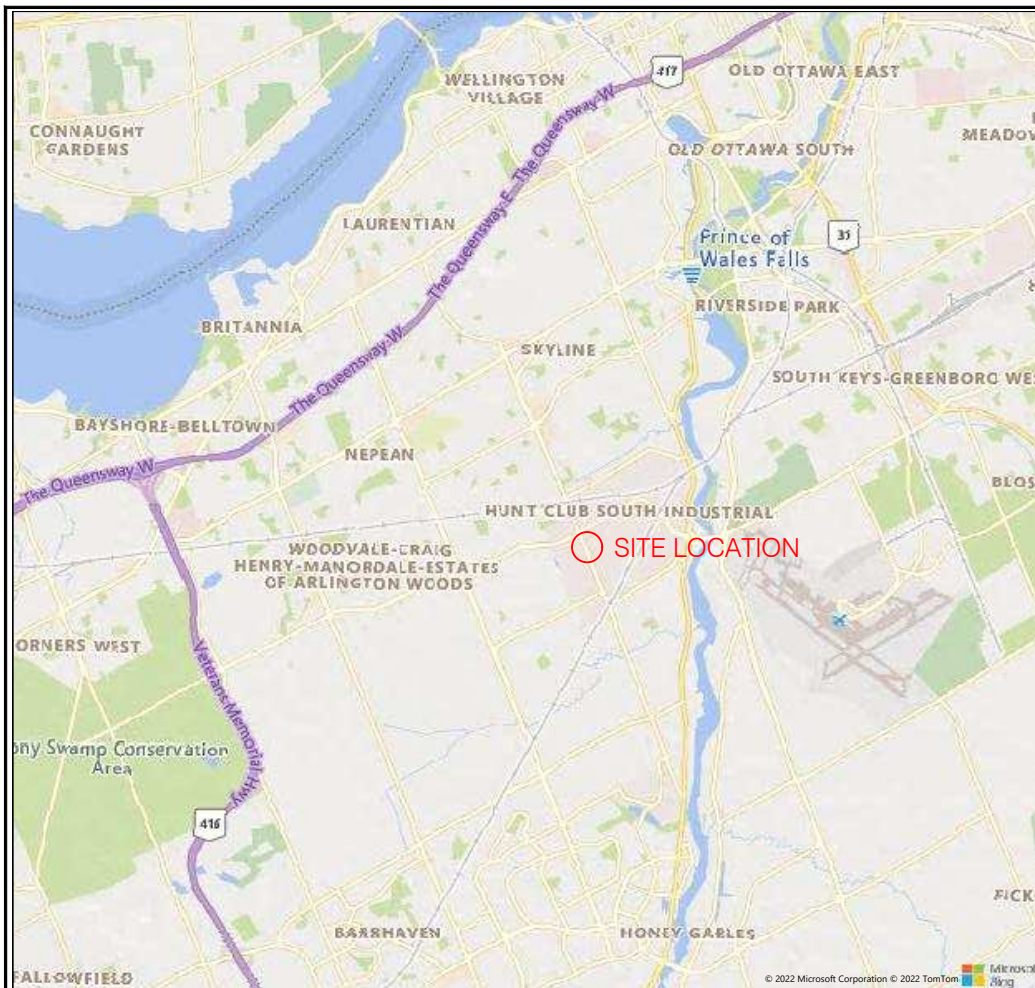 417
OLD OTTAWA EAST
WELLINGTON
VILLAGE
CONNAUGHT
GARDENS
MEADOW
OLD OTTAWA SOUTH
The Queensway W
The Queensway E
LAURENTIAN
31
Prince of
Wales Falls
RIVERSIDE PARK
BRITANNIA
SKYLINE
The Queensway W
SOUTH KEYS-GREENBORO WE
BAYSHORE-BELLTOWN
NEPEAN
The Queensway W
BLOS
HUNT CLUB SOUTH INDUSTRIAL
SITE LOCATION
WOODVALE-CRAIG
HENRY-MANORDALE-ESTATES
OF ARLINGTON WOODS
ORNERS WEST
Veterans Memorial Hwy
ony Swamp Conservation
Area
416
BARRHAVEN
HONEY GABLES
FALLOWFIELD
© 2022 Microsoft Corporation © 2022 TomTom
Microsof
Bing